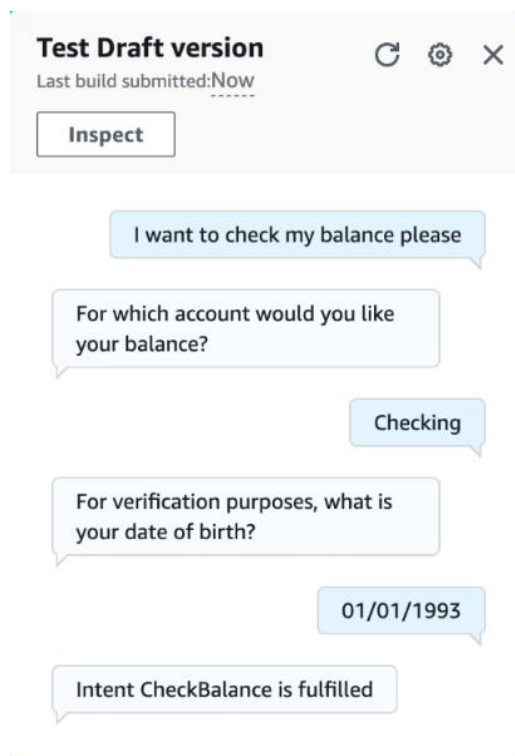 Test Draft version
Last build submitted:Now
Inspect
I want to check my balance please
For which account would you like
your balance?
Checking
For verification purposes, what is
your date of birth?
01/01/1993
Intent CheckBalance is fulfilled